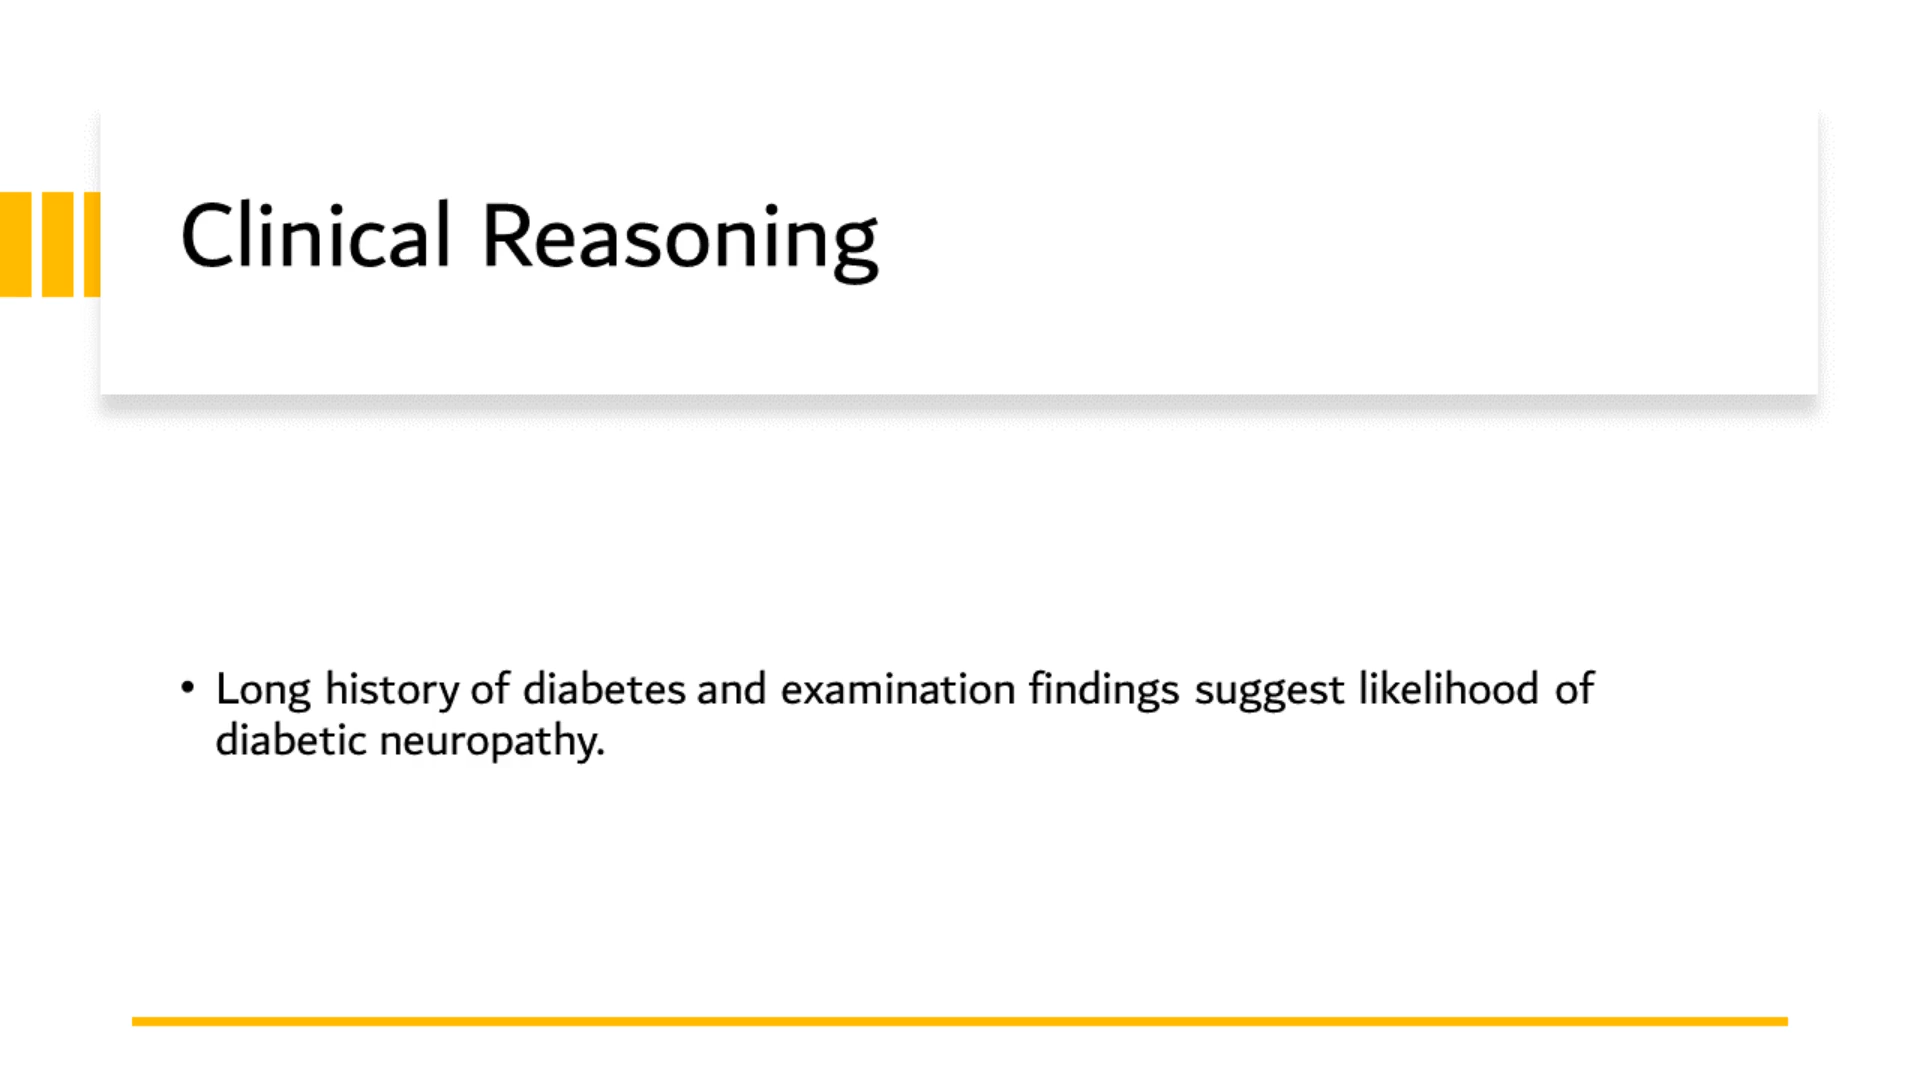 Clinical Reasoning
• Long history of diabetes and examination findings suggest likelihood of
diabetic neuropathy.